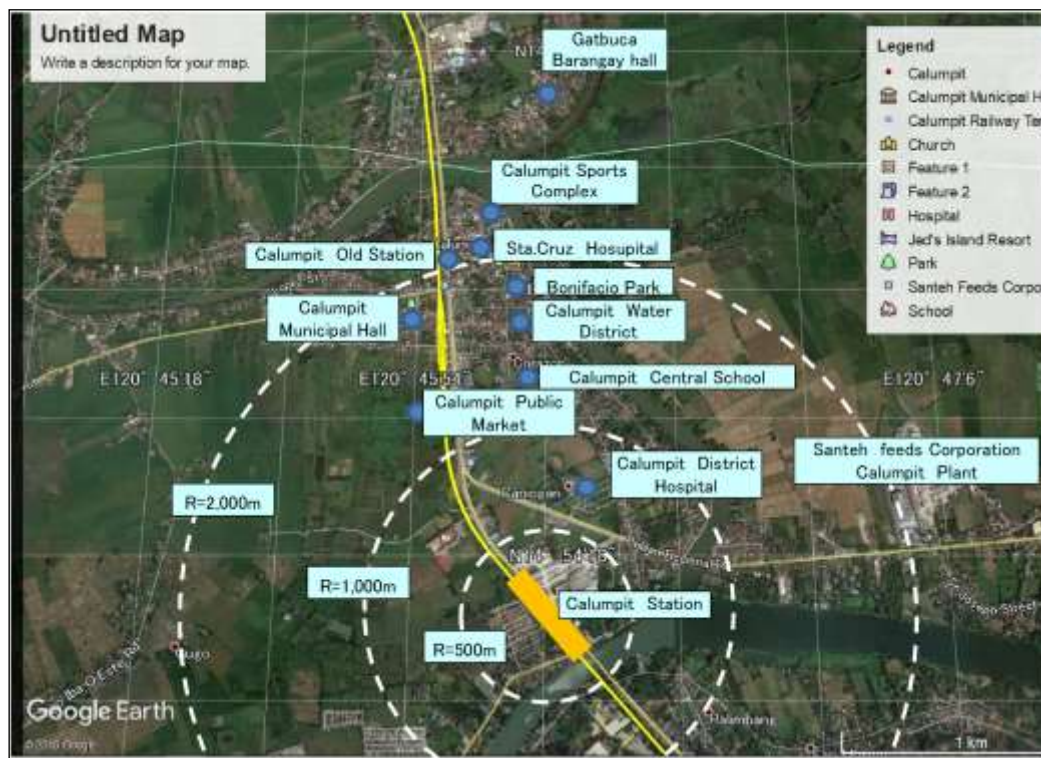 Untitled Map
Write a description for your map.
Gatbuca
Barangay hall
Legend
Calumpit
Calumpit Municipal H
Calumpit Railway Ter
Church
Feature 1
Feature 2
Hospital
Jed's Island Resort
Park
Santeh Feeds Corpo
School
Calumpit Sports
Complex
Calumpit Old Station
Sta.Cruz Hosupital
Bonifacio Park
Calumpit
Municipal Hall
Calumpit Water
District
E120° 45'18"
E120° 45'54"
Calumpit Central School
E120° 47'6"
Calumpit Public
Market
Calumpit District
Hospital
Santeh feeds Corporation
Calumpit Plant
R=2,000m
R=1,000m
Calumpit Station
R=500m
Iba O Este Rd
Google Earth
1 km